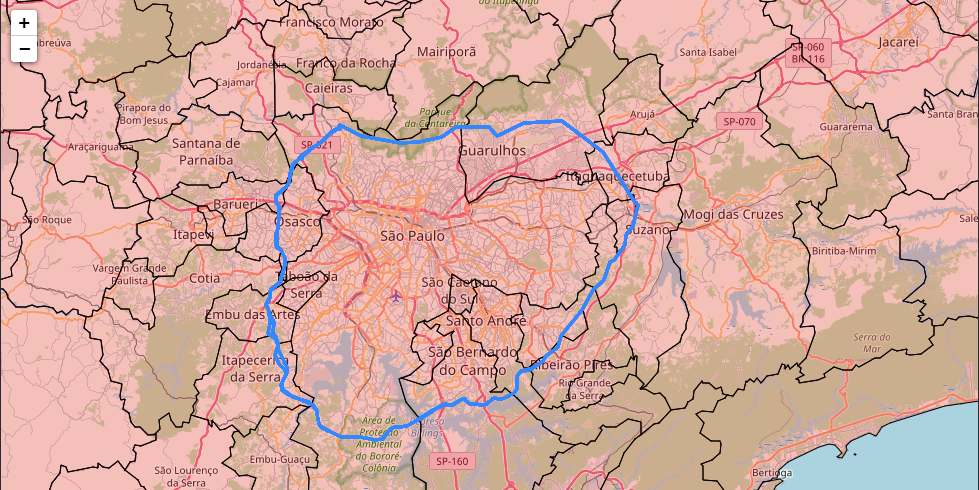 +
−
Francisco Morato
Mairiporã
Franco da Rocha
Caieiras
Jordanésia
Cajamar
Santa Isabel
SP-060
BR-116
Jacareí
Pirapora do
Bom Jesus
Parque
da Cantareira
Arujá
SP-070
Guararema
Santa Bran
Araçariguama
Santana de
Parnaíba
SP-021
Guarulhos
Itaquaquecetuba
São Roque
Barueri
Osasco
Itapevi
São Paulo
Suzano
Mogi das Cruzes
Biritiba-Mirim
Vargem Grande
Paulista
Cotia
Taboão da
Serra
São Caetano
do Sul
Embu das Artes
Santo André
São Bernardo
do Campo
Itapecerica
da Serra
Ribeirão Pires
Rio Grande
da Serra
Serra do
Mar
Área de
Proteção
Ambiental
do Bororé-
Colônia
Billings
Embu-Guaçu
SP-160
São Lourenço
da Serra
Bertioga